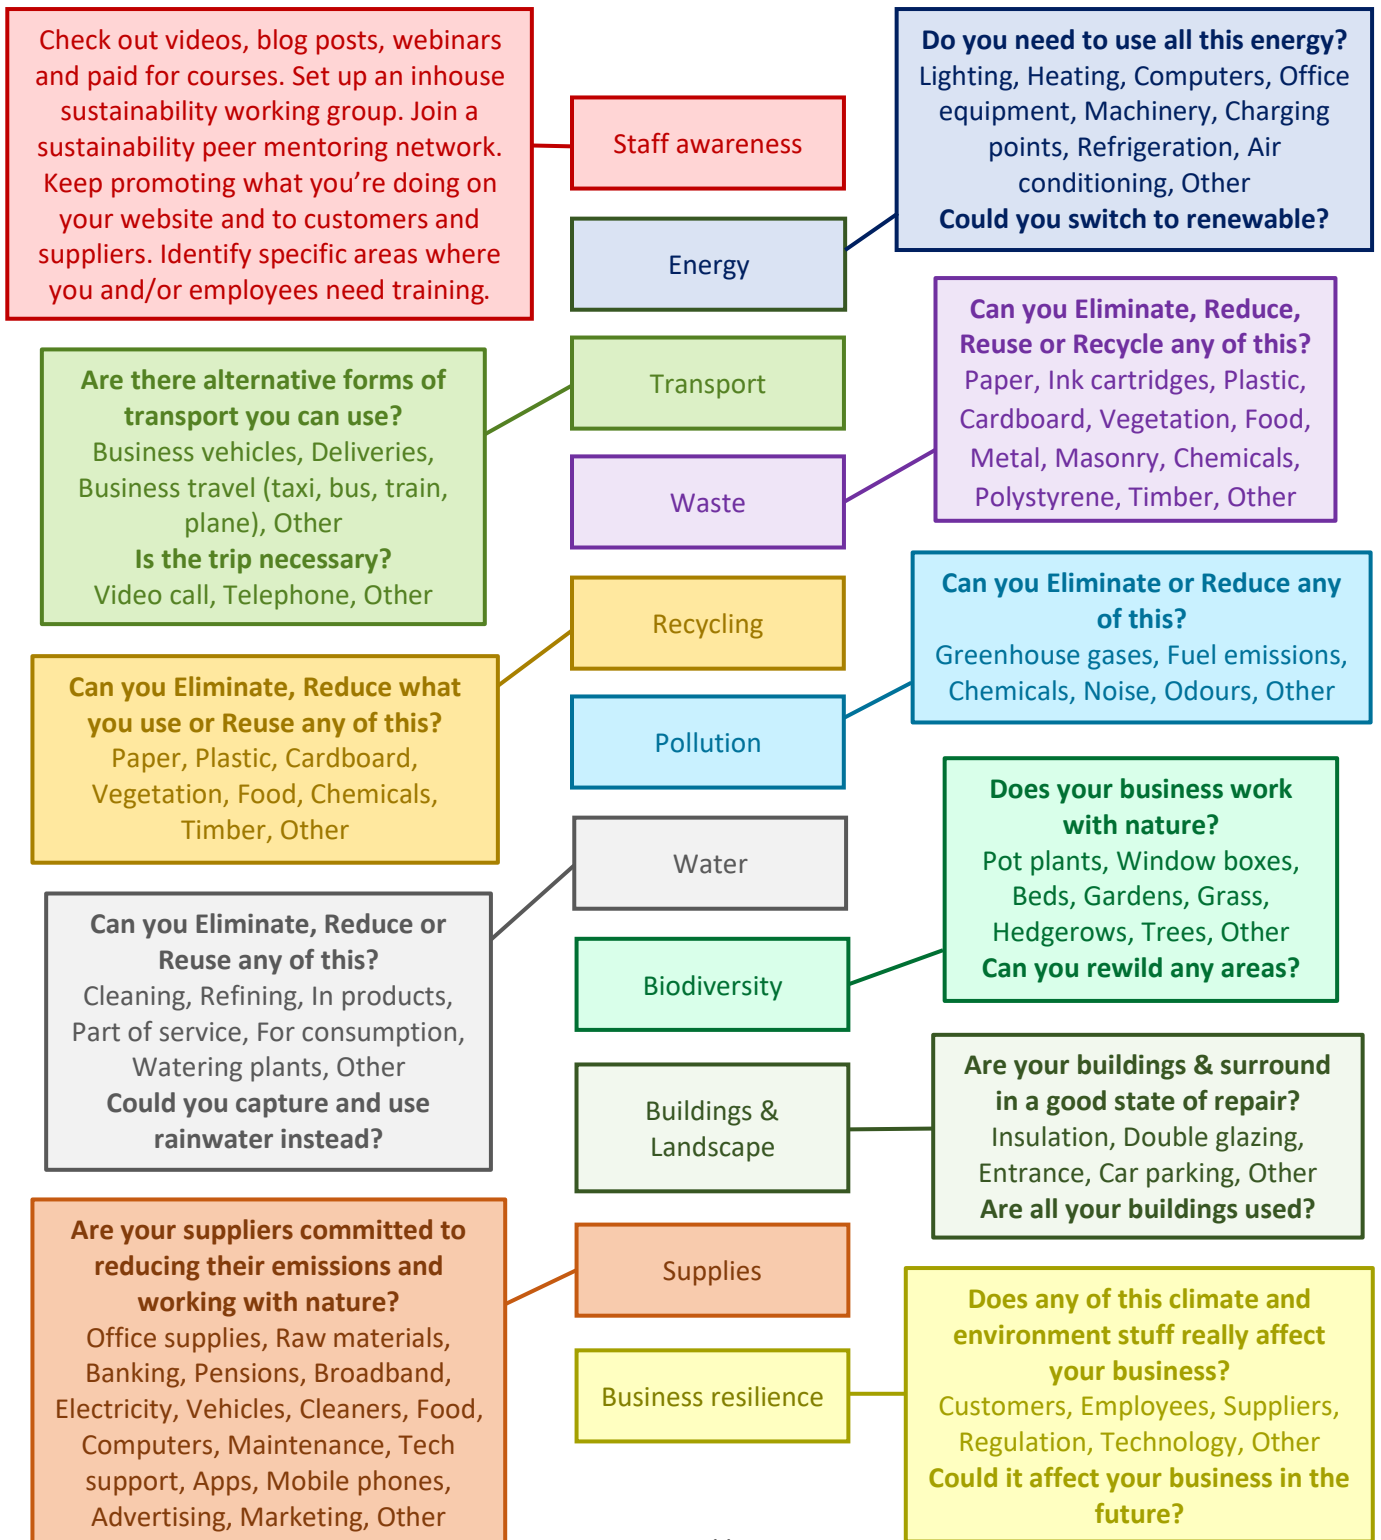 Check out videos, blog posts, webinars
and paid for courses. Set up an inhouse
sustainability working group. Join a
sustainability peer mentoring network.
Keep promoting what you’re doing on
your website and to customers and
suppliers. Identify specific areas where
you and/or employees need training.
Staff awareness
Do you need to use all this energy?
Lighting, Heating, Computers, Office
equipment, Machinery, Charging
points, Refrigeration, Air
conditioning, Other
Could you switch to renewable?
Energy
Are there alternative forms of
transport you can use?
Business vehicles, Deliveries,
Business travel (taxi, bus, train,
plane), Other
Is the trip necessary?
Video call, Telephone, Other
Transport
Can you Eliminate, Reduce,
Reuse or Recycle any of this?
Paper, Ink cartridges, Plastic,
Cardboard, Vegetation, Food,
Metal, Masonry, Chemicals,
Polystyrene, Timber, Other
Waste
Can you Eliminate, Reduce what
you use or Reuse any of this?
Paper, Plastic, Cardboard,
Vegetation, Food, Chemicals,
Timber, Other
Recycling
Can you Eliminate or Reduce any
of this?
Greenhouse gases, Fuel emissions,
Chemicals, Noise, Odours, Other
Pollution
Can you Eliminate, Reduce or
Reuse any of this?
Cleaning, Refining, In products,
Part of service, For consumption,
Watering plants, Other
Could you capture and use
rainwater instead?
Water
Does your business work
with nature?
Pot plants, Window boxes,
Beds, Gardens, Grass,
Hedgerows, Trees, Other
Can you rewild any areas?
Biodiversity
Buildings &
Landscape
Are your buildings & surround
in a good state of repair?
Insulation, Double glazing,
Entrance, Car parking, Other
Are all your buildings used?
Are your suppliers committed to
reducing their emissions and
working with nature?
Office supplies, Raw materials,
Banking, Pensions, Broadband,
Electricity, Vehicles, Cleaners, Food,
Computers, Maintenance, Tech
support, Apps, Mobile phones,
Advertising, Marketing, Other
Supplies
Business resilience
Does any of this climate and
environment stuff really affect
your business?
Customers, Employees, Suppliers,
Regulation, Technology, Other
Could it affect your business in the
future?